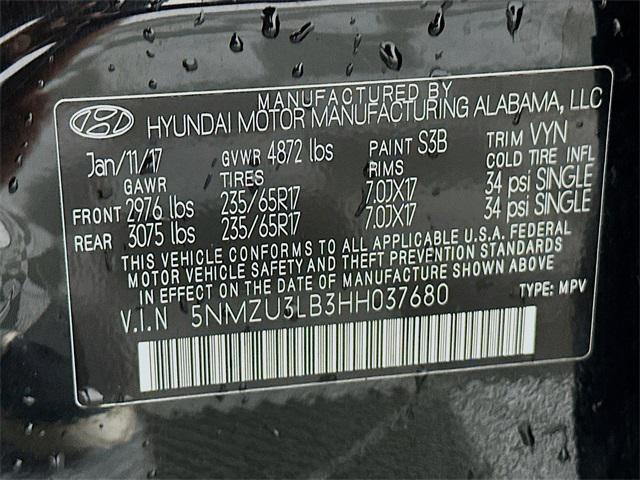 MANUFACTURED BY
HYUNDAI MOTOR MANUFACTURING ALABAMA, LLC
Jan/11/17 GVWR 4872 lbs PAINT S3B TRIM VYN
GAWR TIRES RIMS COLD TIRE INFL
FRONT 2976 lbs 235/65R17 7.0JX17 34 psi SINGLE
REAR 3075 lbs 235/65R17 7.0JX17 34 psi SINGLE
THIS VEHICLE CONFORMS TO ALL APPLICABLE U.S.A. FEDERAL
MOTOR VEHICLE SAFETY AND THEFT PREVENTION STANDARDS
IN EFFECT ON THE DATE OF MANUFACTURE SHOWN ABOVE
V.I.N 5NMZU3LB3HH037680 TYPE: MPV